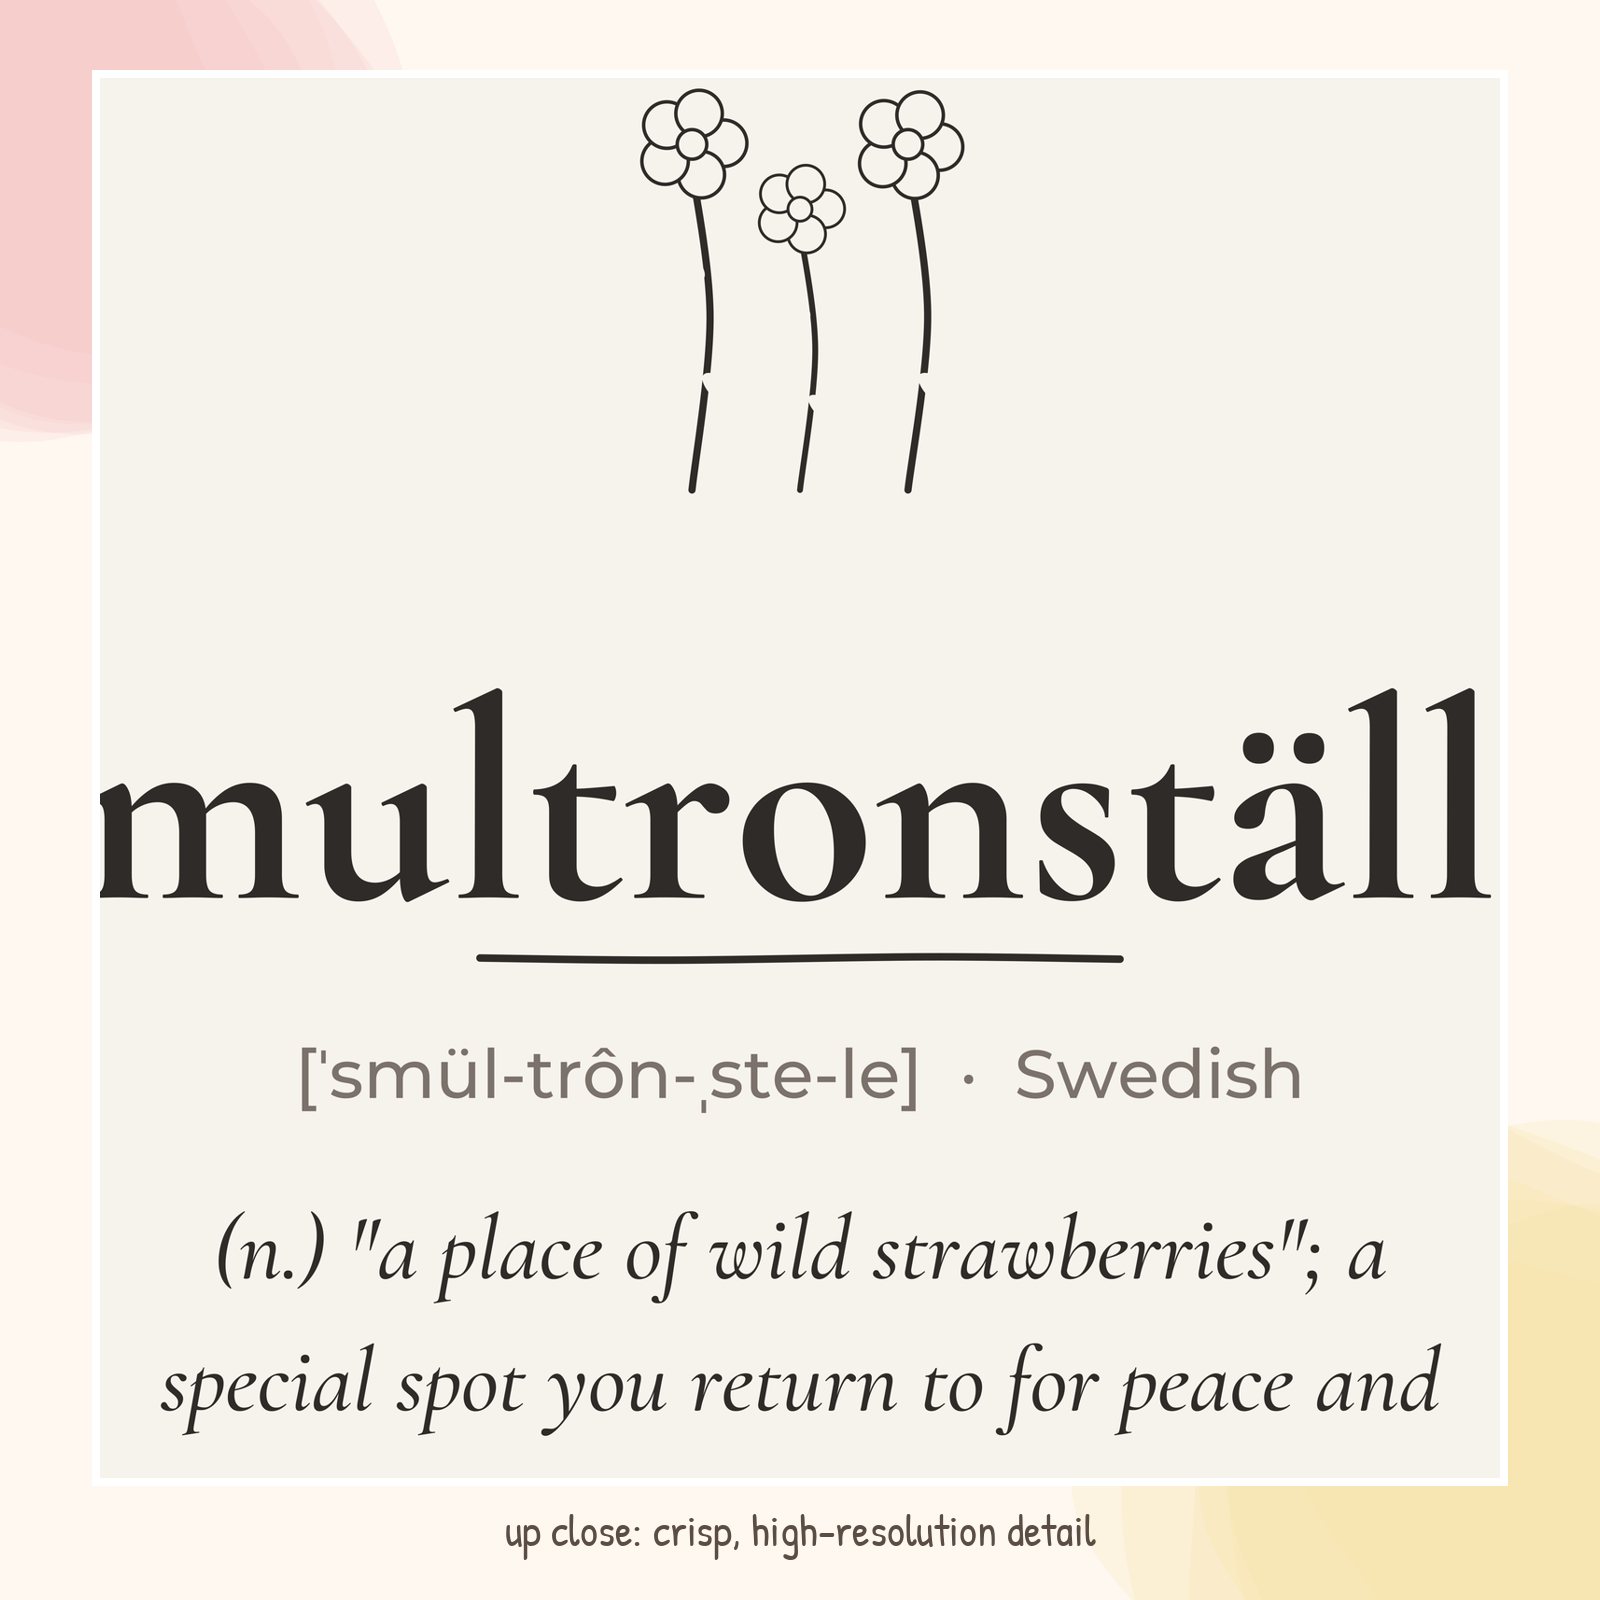 multronställ
['smül-trôn-ˌste-le] · Swedish
(n.) "a place of wild strawberries"; a
special spot you return to for peace and
up close: crisp, high-resolution detail